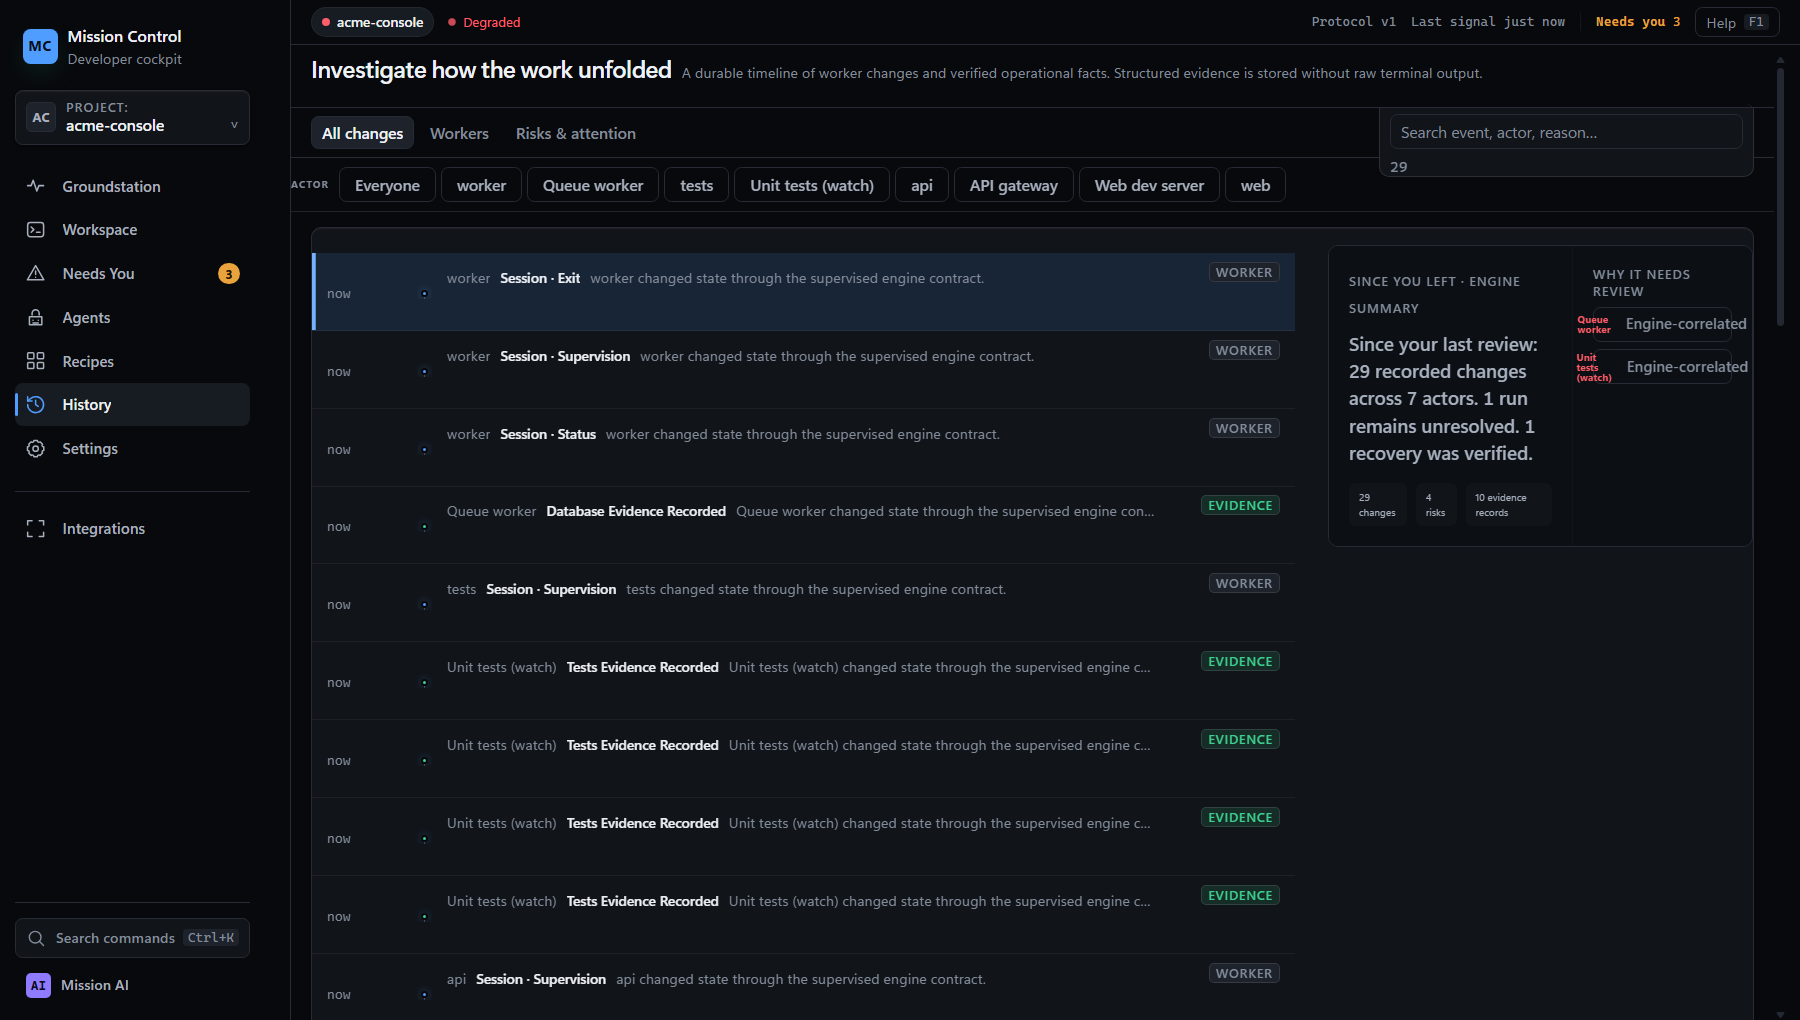 MC
Mission Control
Developer cockpit
AC
PROJECT:
acme-console
v
Groundstation
Workspace
Needs You
3
Agents
Recipes
History
Settings
Integrations
Search commands Ctrl+K
AI
Mission AI
acme-console
Degraded
Protocol v1 Last signal just now
Needs you 3
Help F1
Investigate how the work unfolded
A durable timeline of worker changes and verified operational facts. Structured evidence is stored without raw terminal output.
All changes
Workers
Risks & attention
Search event, actor, reason...
29
ACTOR
Everyone
worker
Queue worker
tests
Unit tests (watch)
api
API gateway
Web dev server
web
now
worker Session · Exit worker changed state through the supervised engine contract.
WORKER
now
worker Session · Supervision worker changed state through the supervised engine contract.
WORKER
now
worker Session · Status worker changed state through the supervised engine contract.
WORKER
now
Queue worker Database Evidence Recorded Queue worker changed state through the supervised engine con...
EVIDENCE
now
tests Session · Supervision tests changed state through the supervised engine contract.
WORKER
now
Unit tests (watch) Tests Evidence Recorded Unit tests (watch) changed state through the supervised engine c...
EVIDENCE
now
Unit tests (watch) Tests Evidence Recorded Unit tests (watch) changed state through the supervised engine c...
EVIDENCE
now
Unit tests (watch) Tests Evidence Recorded Unit tests (watch) changed state through the supervised engine c...
EVIDENCE
now
Unit tests (watch) Tests Evidence Recorded Unit tests (watch) changed state through the supervised engine c...
EVIDENCE
now
api Session · Supervision api changed state through the supervised engine contract.
WORKER
SINCE YOU LEFT · ENGINE
SUMMARY
Since your last review:
29 recorded changes
across 7 actors. 1 run
remains unresolved. 1
recovery was verified.
29
changes
4
risks
10 evidence
records
WHY IT NEEDS
REVIEW
Queue
worker
Engine-correlated
Unit
tests
(watch)
Engine-correlated